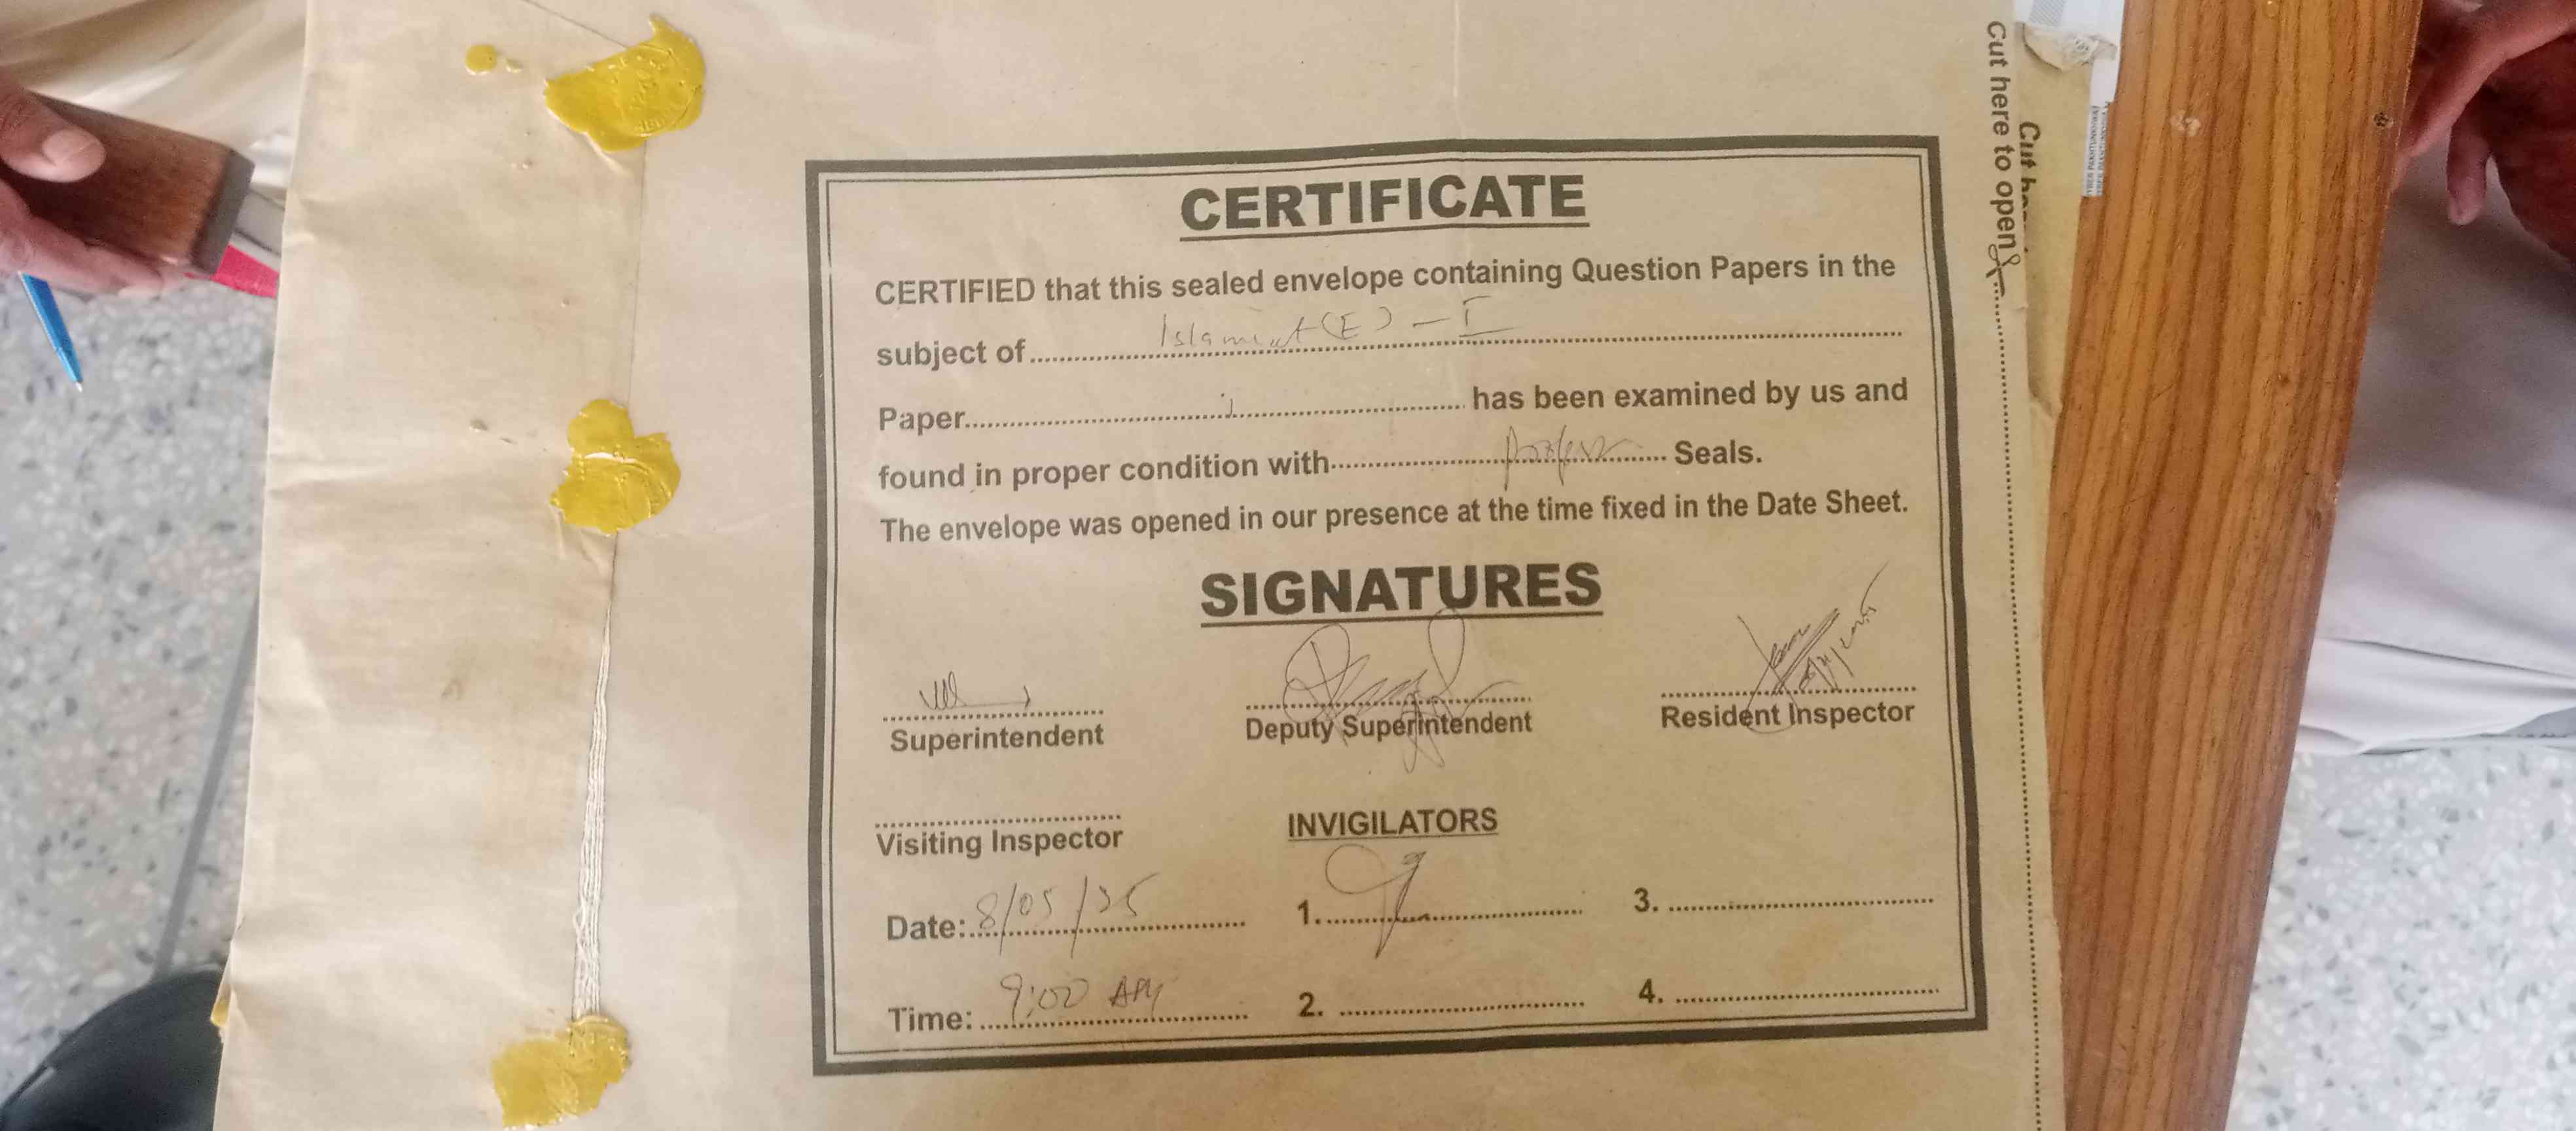 CERTIFICATE
CERTIFIED that this sealed envelope containing Question Papers in the
subject of Islamiat (E) - I
Paper I has been examined by us and
found in proper condition with Proper Seals.
The envelope was opened in our presence at the time fixed in the Date Sheet.
SIGNATURES
Superintendent
Deputy Superintendent
Resident Inspector
Visiting Inspector
INVIGILATORS
Date: 8/05/25
1.
3.
Time: 9:00 AM
2.
4.
Cut here to open
Cut